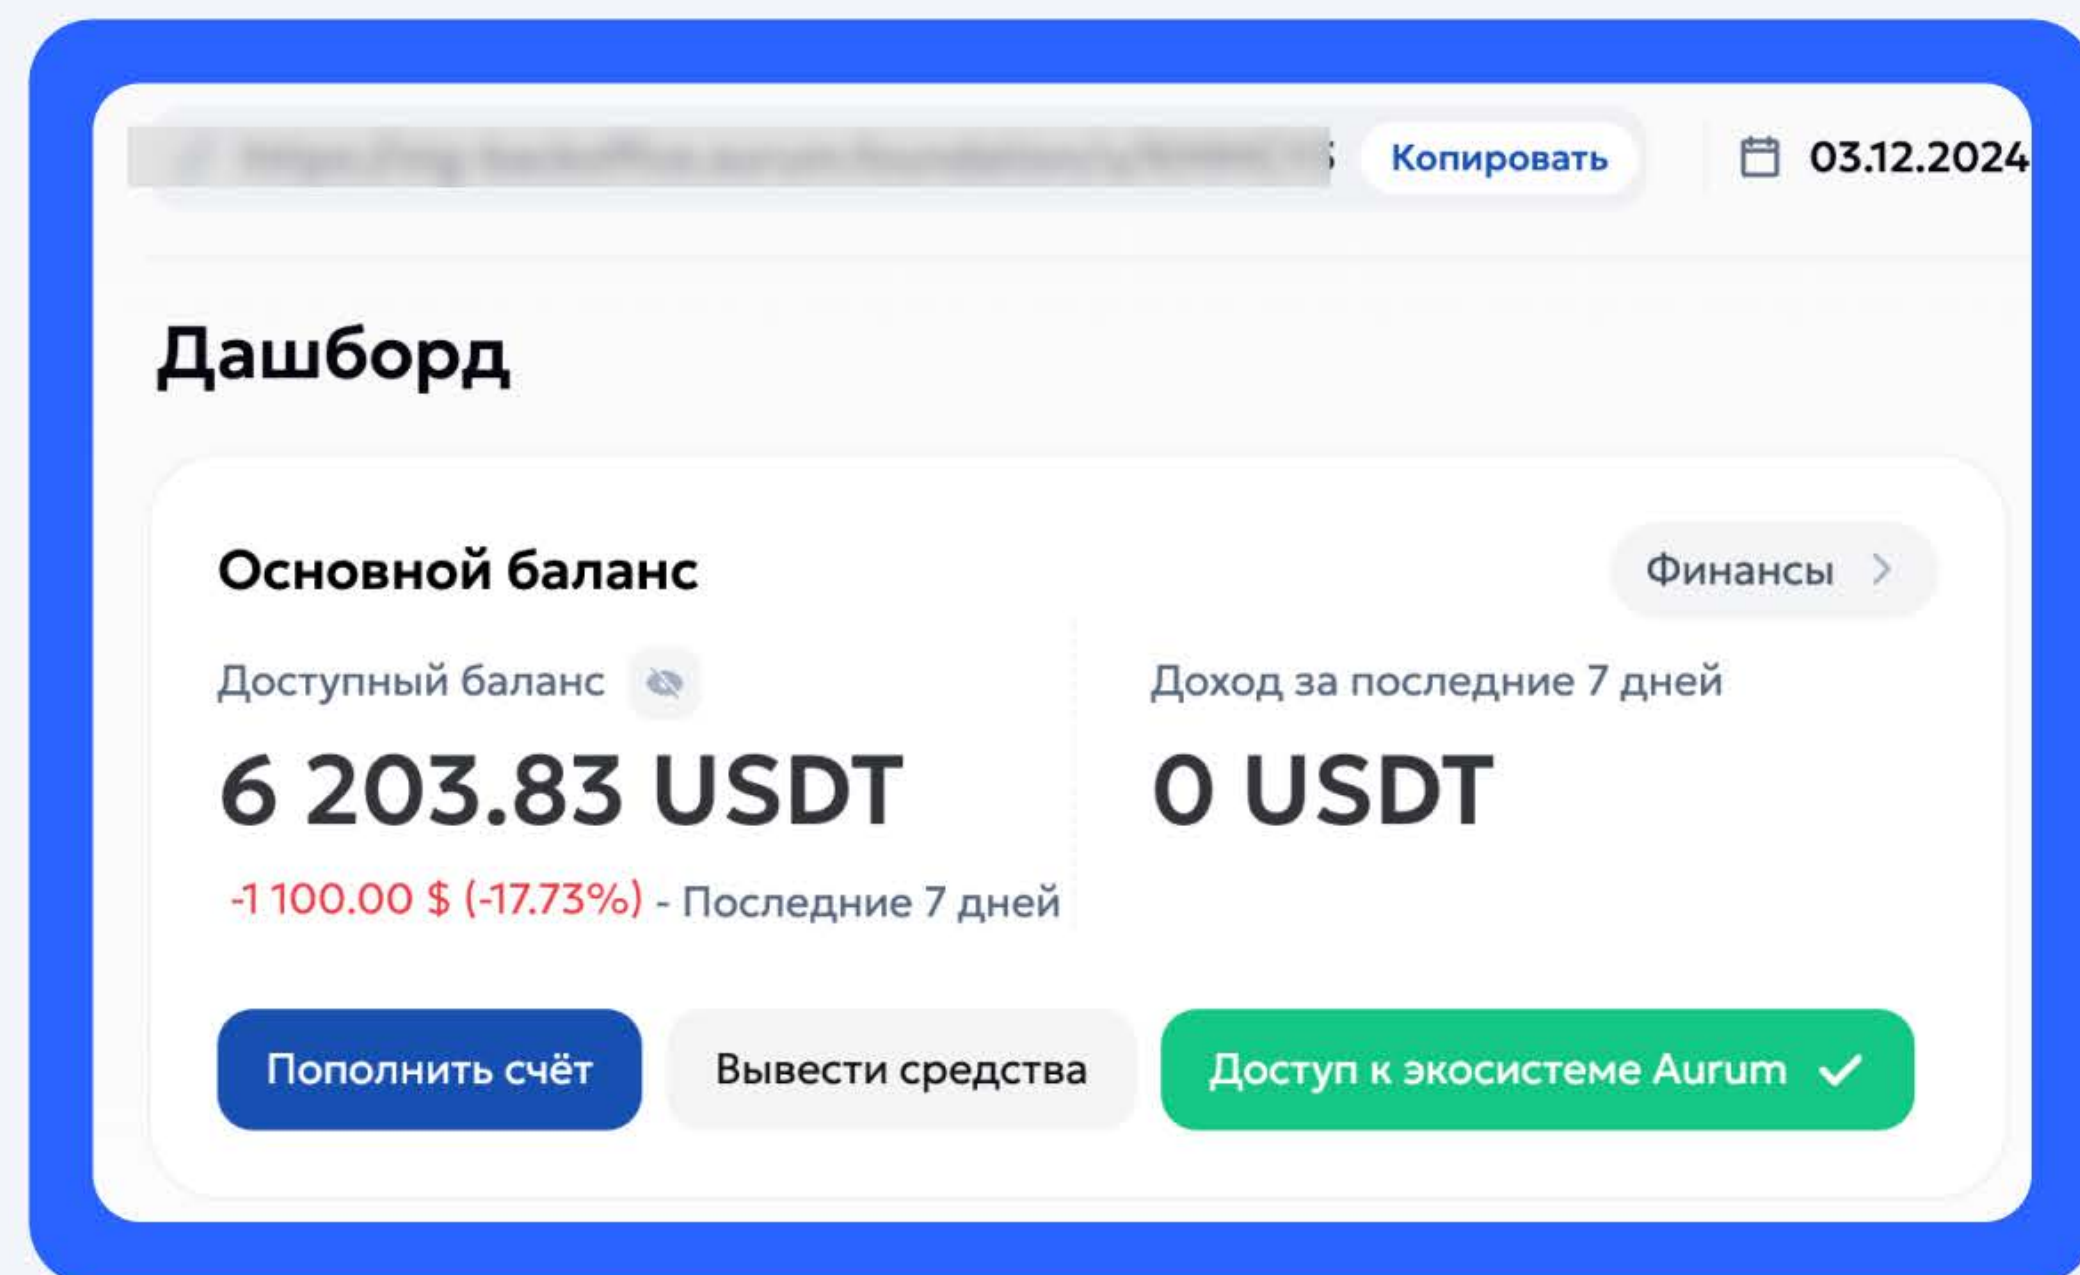 Копировать
03.12.2024
Дашборд
Основной баланс
Финансы
Доступный баланс
Доход за последние 7 дней
6 203.83 USDT
0 USDT
-1 100.00 $ (-17.73%) - Последние 7 дней
Пополнить счёт
Вывести средства
Доступ к экосистеме Aurum